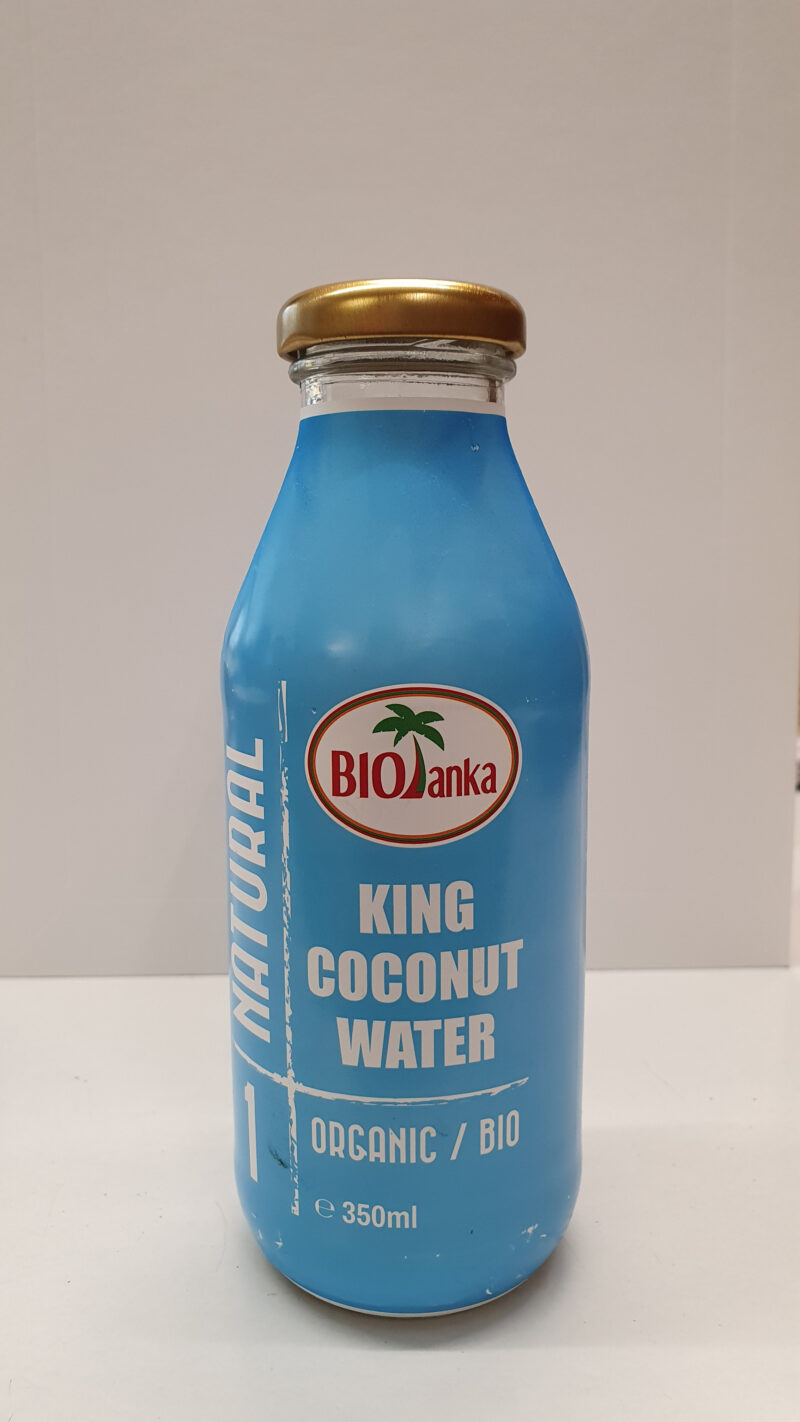 BIOLanka
KING
COCONUT
WATER
NATURAL
1
ORGANIC / BIO
℮ 350ml